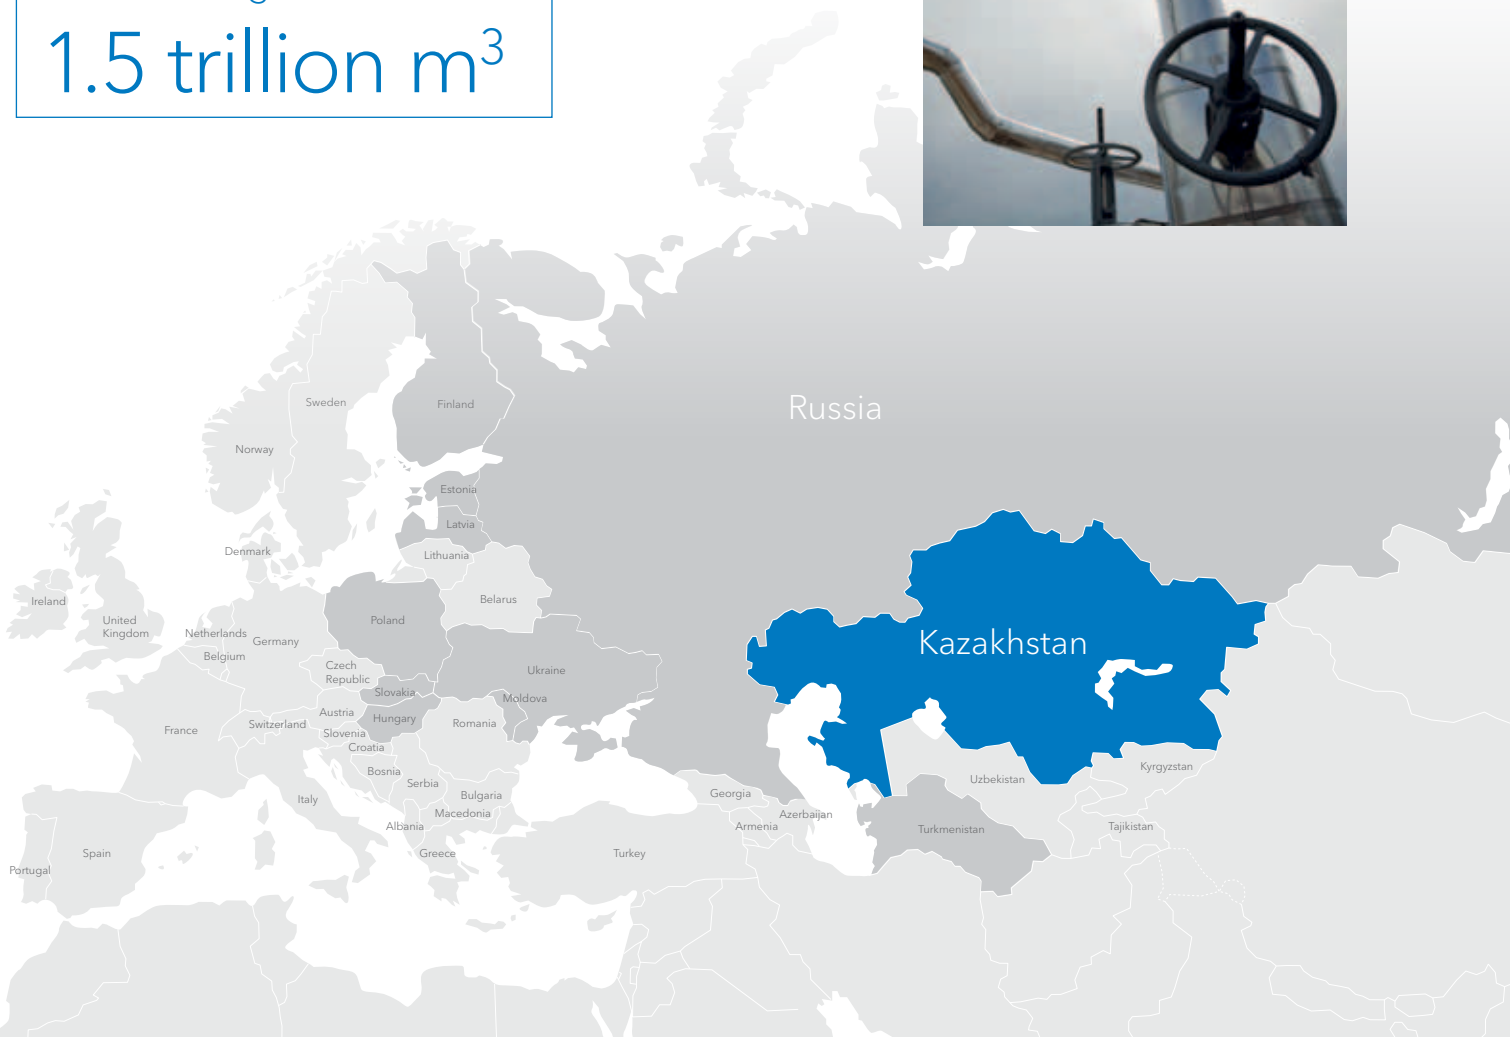 1.5 trillion m³
Russia
Sweden
Finland
Norway
Estonia
Latvia
Denmark
Lithuania
Ireland
United
Kingdom
Belarus
Poland
Netherlands
Germany
Belgium
Kazakhstan
Czech
Republic
Ukraine
Slovakia
Moldova
Austria
Hungary
France
Switzerland
Romania
Slovenia
Croatia
Bosnia
Serbia
Kyrgyzstan
Uzbekistan
Georgia
Bulgaria
Italy
Macedonia
Azerbaijan
Albania
Armenia
Turkmenistan
Tajikistan
Spain
Greece
Turkey
Portugal